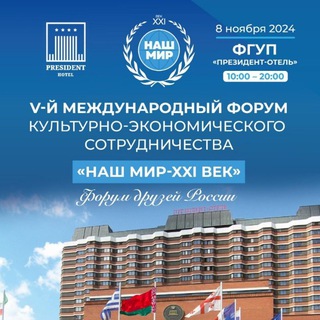 PRESIDENT
HOTEL
XXI
НАШ
МИР
8 ноября 2024
ФГУП
«ПРЕЗИДЕНТ-ОТЕЛЬ»
10:00 – 20:00
V-Й МЕЖДУНАРОДНЫЙ ФОРУМ
КУЛЬТУРНО-ЭКОНОМИЧЕСКОГО
СОТРУДНИЧЕСТВА
«НАШ МИР-XXI ВЕК»
Форум друзей России